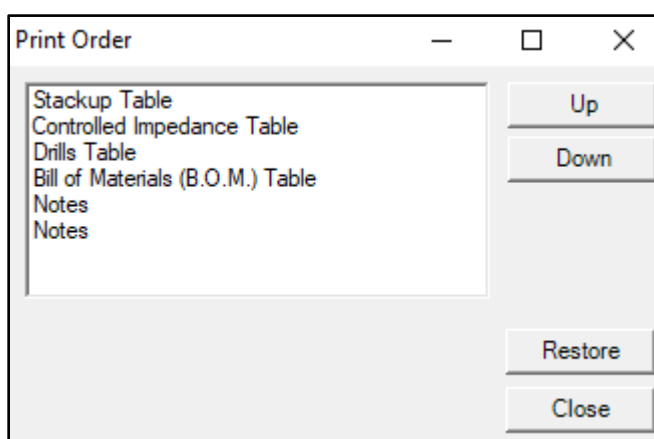 Print Order
Stackup Table
Controlled Impedance Table
Drills Table
Bill of Materials (B.O.M.) Table
Notes
Notes
Up
Down
Restore
Close